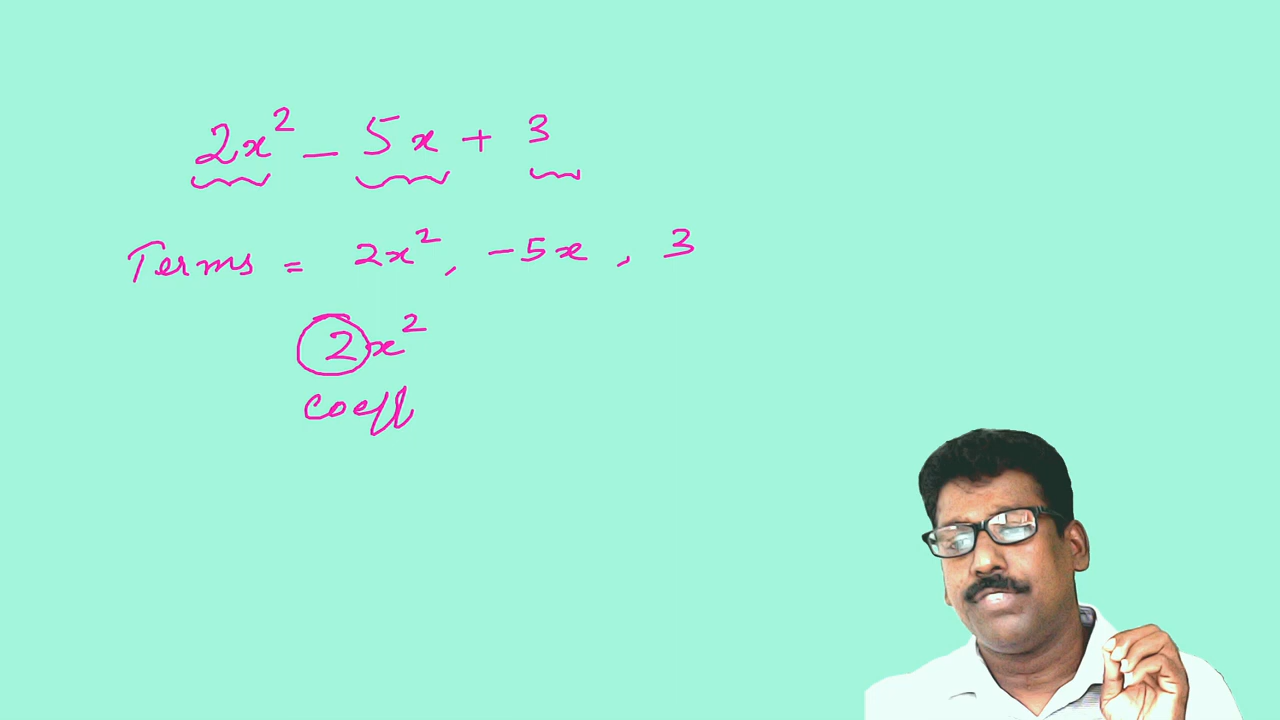 2x² - 5x + 3
Terms = 2x², -5x, 3
2x²
coeff